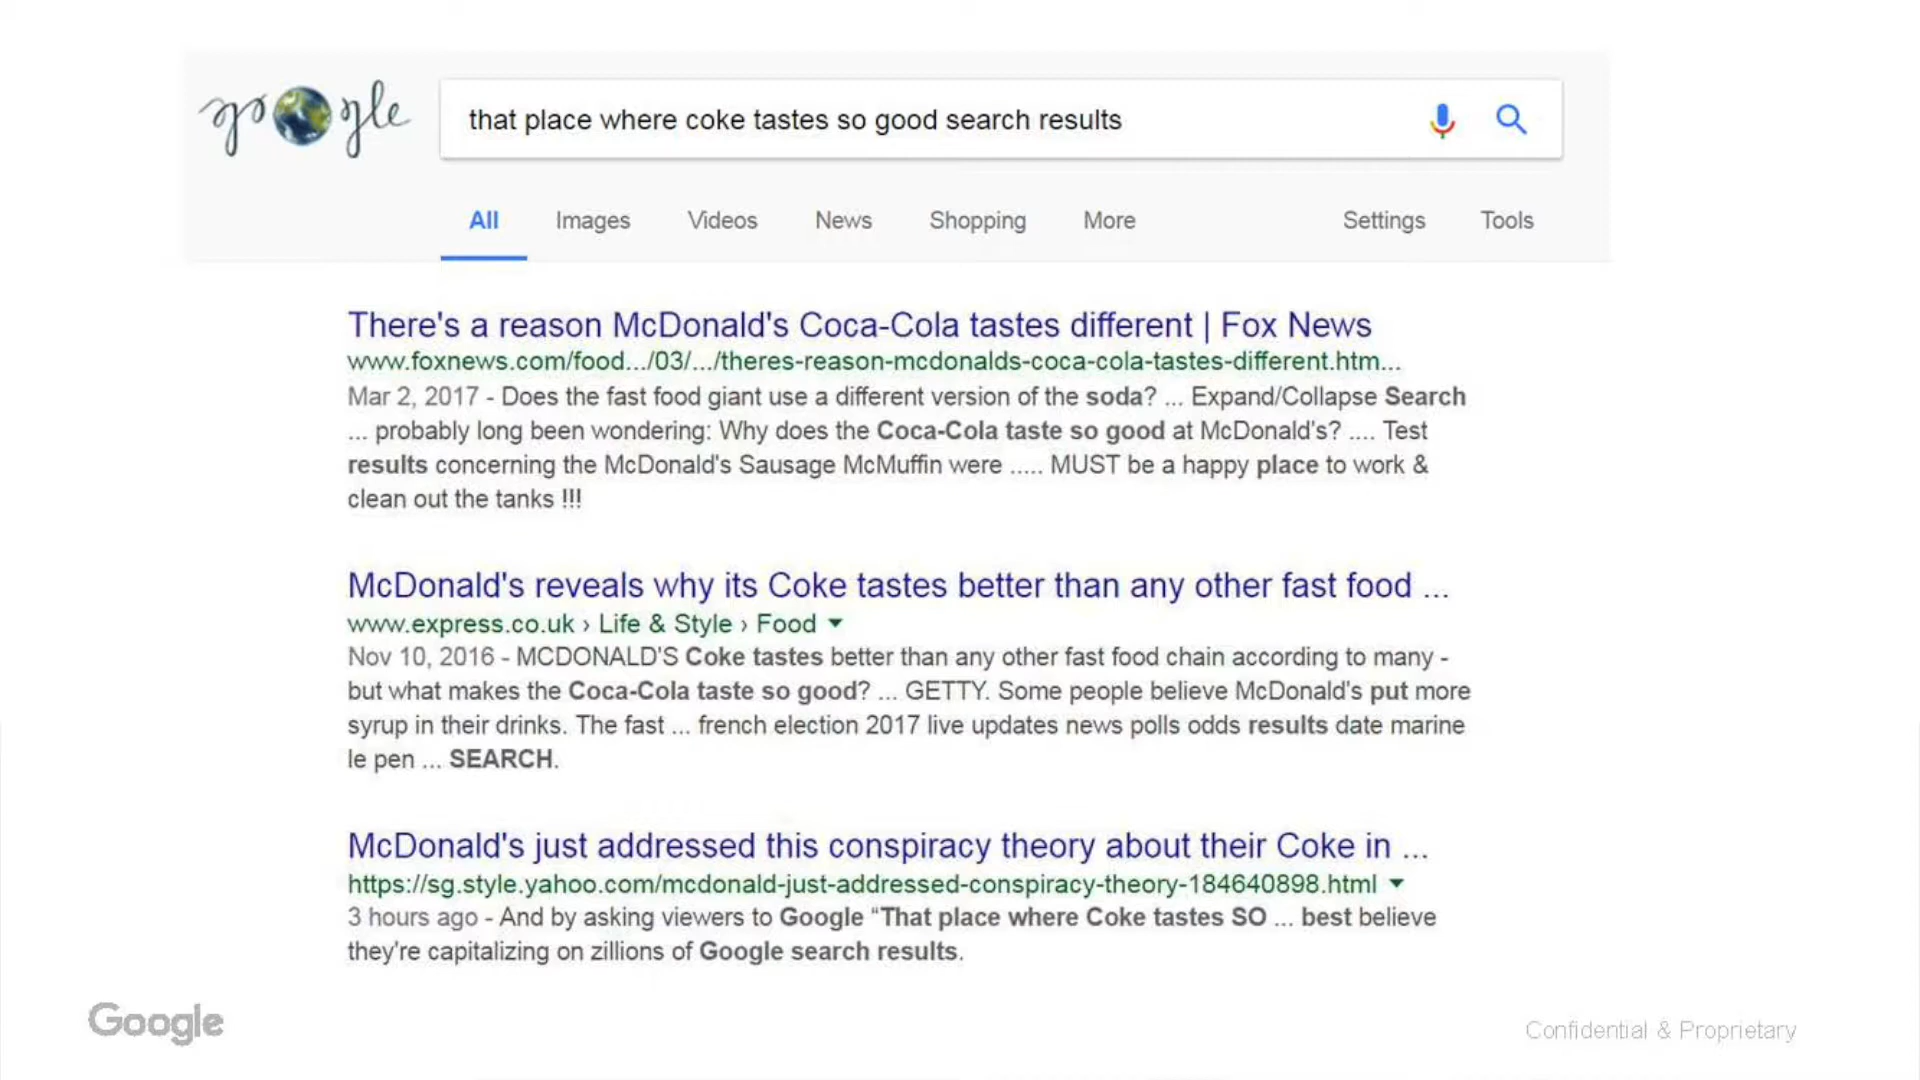 google
that place where coke tastes so good search results
All Images Videos News Shopping More Settings Tools
There's a reason McDonald's Coca-Cola tastes different | Fox News
www.foxnews.com/food.../03/.../theres-reason-mcdonalds-coca-cola-tastes-different.htm...
Mar 2, 2017 - Does the fast food giant use a different version of the soda? ... Expand/Collapse Search
... probably long been wondering: Why does the Coca-Cola taste so good at McDonald's? .... Test
results concerning the McDonald's Sausage McMuffin were ..... MUST be a happy place to work &
clean out the tanks !!!
McDonald's reveals why its Coke tastes better than any other fast food ...
www.express.co.uk › Life & Style › Food
Nov 10, 2016 - MCDONALD'S Coke tastes better than any other fast food chain according to many -
but what makes the Coca-Cola taste so good? ... GETTY. Some people believe McDonald's put more
syrup in their drinks. The fast ... french election 2017 live updates news polls odds results date marine
le pen ... SEARCH.
McDonald's just addressed this conspiracy theory about their Coke in ...
https://sg.style.yahoo.com/mcdonald-just-addressed-conspiracy-theory-184640898.html
3 hours ago - And by asking viewers to Google “That place where Coke tastes SO ... best believe
they're capitalizing on zillions of Google search results.
Google
Confidential & Proprietary